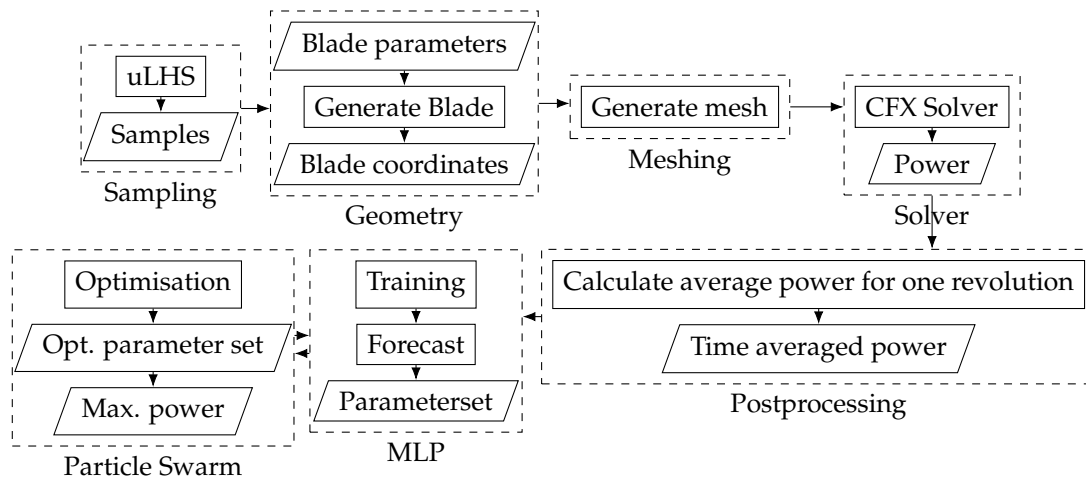 uLHS
Samples
Sampling
Blade parameters
Generate Blade
Blade coordinates
Geometry
Generate mesh
Meshing
CFX Solver
Power
Solver
Optimisation
Opt. parameter set
Max. power
Particle Swarm
Training
Forecast
Parameterset
MLP
Calculate average power for one revolution
Time averaged power
Postprocessing